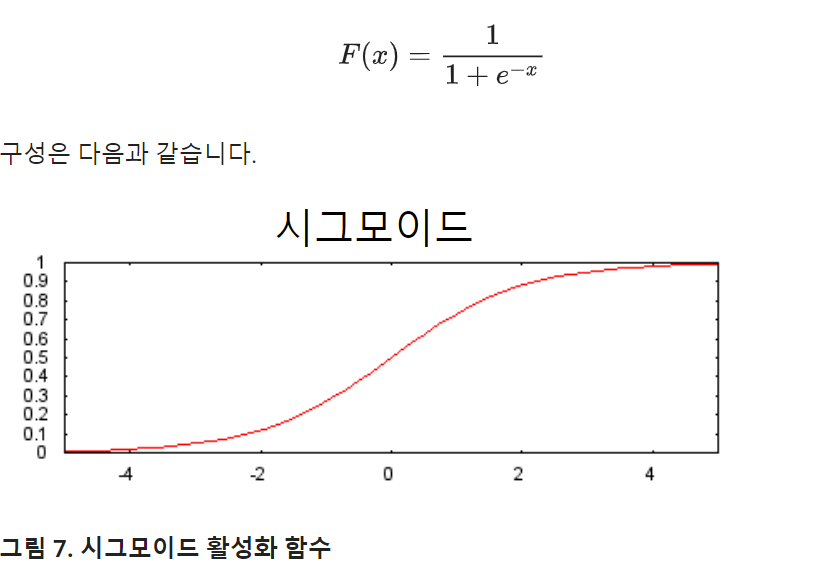 F(x) = 1 / (1 + e^{-x})
구성은 다음과 같습니다.
시그모이드
1
0.9
0.8
0.7
0.6
0.5
0.4
0.3
0.2
0.1
0
-4 -2 0 2 4
그림 7. 시그모이드 활성화 함수